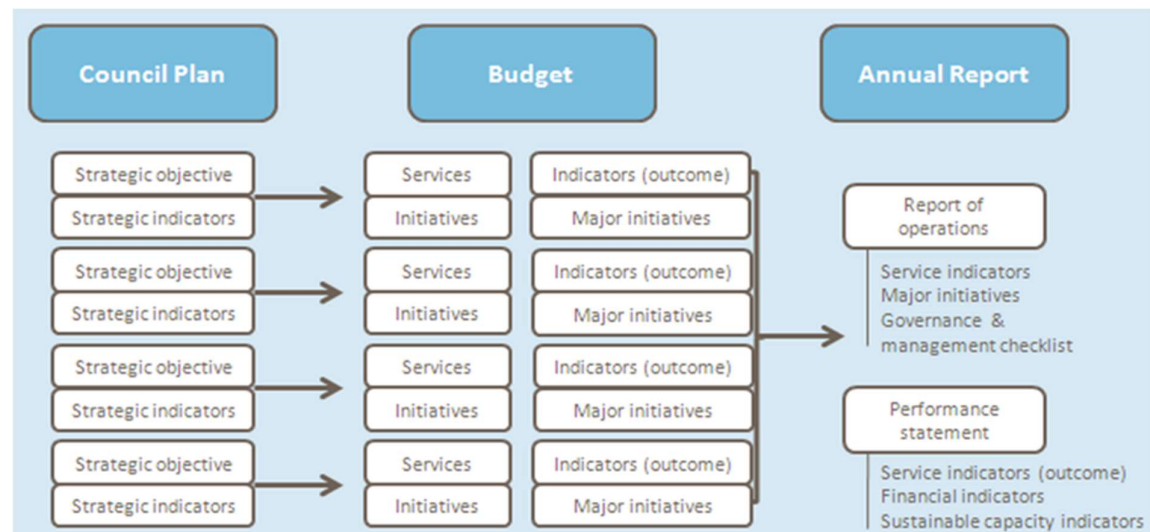 Council Plan
Budget
Annual Report
Strategic objective
Strategic indicators
Strategic objective
Strategic indicators
Strategic objective
Strategic indicators
Strategic objective
Strategic indicators
Services
Initiatives
Services
Initiatives
Services
Initiatives
Services
Initiatives
Indicators (outcome)
Major initiatives
Indicators (outcome)
Major initiatives
Indicators (outcome)
Major initiatives
Indicators (outcome)
Major initiatives
Report of
operations
Service indicators
Major initiatives
Governance &
management checklist
Performance
statement
Service indicators (outcome)
Financial indicators
Sustainable capacity indicators